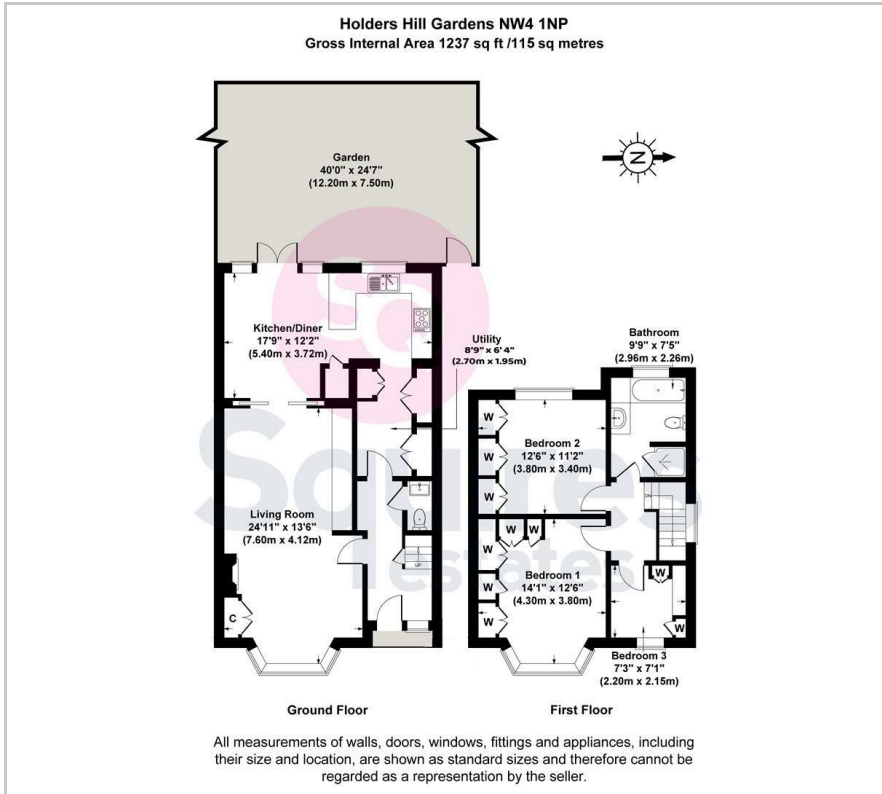 Holders Hill Gardens NW4 1NP
Gross Internal Area 1237 sq ft /115 sq metres
Garden
40'0" x 24'7"
(12.20m x 7.50m)
N
SQ
Kitchen/Diner
17'9" x 12'2"
(5.40m x 3.72m)
Utility
8'9" x 6'4"
(2.70m x 1.95m)
Bathroom
9'9" x 7'5"
(2.96m x 2.26m)
W
Bedroom 2
12'6" x 11'2"
(3.80m x 3.40m)
W
W
DN
Squires
estates
Living Room
24'11" x 13'6"
(7.60m x 4.12m)
W
W
W
Bedroom 1
14'1" x 12'6"
(4.30m x 3.80m)
W
W
UP
W
C
W
Bedroom 3
7'3" x 7'1"
(2.20m x 2.15m)
Ground Floor
First Floor
All measurements of walls, doors, windows, fittings and appliances, including
their size and location, are shown as standard sizes and therefore cannot be
regarded as a representation by the seller.